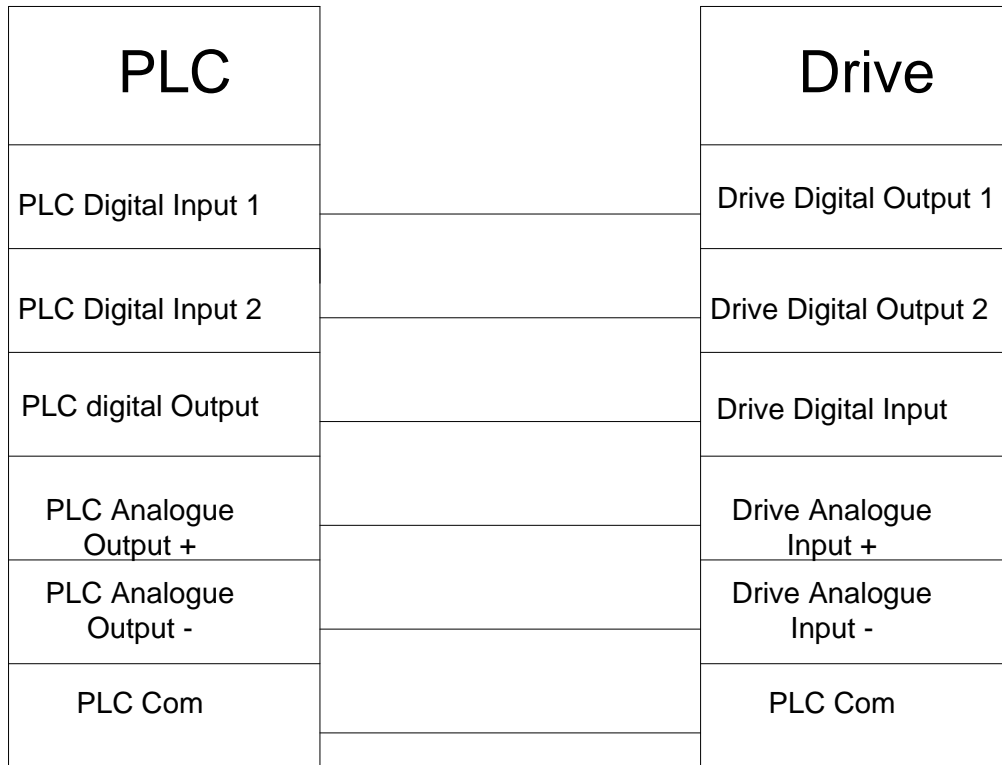 PLC
Drive
PLC Digital Input 1
Drive Digital Output 1
PLC Digital Input 2
Drive Digital Output 2
PLC digital Output
Drive Digital Input
PLC Analogue
Output +
Drive Analogue
Input +
PLC Analogue
Output -
Drive Analogue
Input -
PLC Com
PLC Com